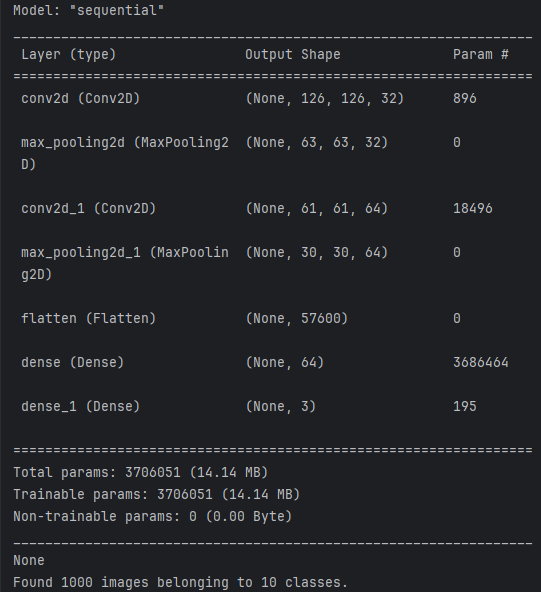 Model: "sequential"
_________________________________________________________________
Layer (type)                Output Shape              Param #
=================================================================
conv2d (Conv2D)             (None, 126, 126, 32)      896
max_pooling2d (MaxPooling2  (None, 63, 63, 32)        0
D)
conv2d_1 (Conv2D)           (None, 61, 61, 64)        18496
max_pooling2d_1 (MaxPoolin  (None, 30, 30, 64)        0
g2D)
flatten (Flatten)           (None, 57600)             0
dense (Dense)               (None, 64)                3686464
dense_1 (Dense)             (None, 3)                 195
=================================================================
Total params: 3706051 (14.14 MB)
Trainable params: 3706051 (14.14 MB)
Non-trainable params: 0 (0.00 Byte)
_________________________________________________________________
None
Found 1000 images belonging to 10 classes.